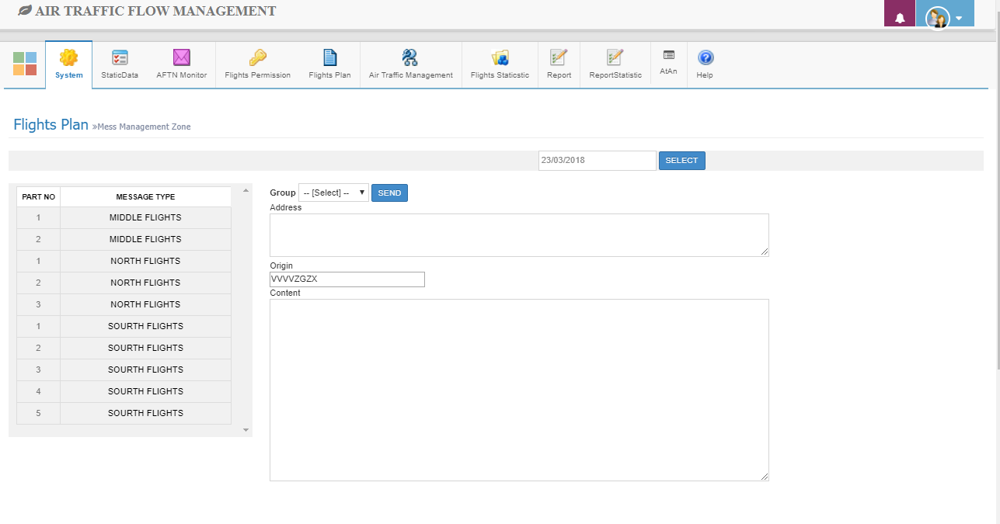 AIR TRAFFIC FLOW MANAGEMENT
System StaticData AFTN Monitor Flights Permission Flights Plan Air Traffic Management Flights Staticstic Report ReportStatistic AtAn Help
Flights Plan »Mess Management Zone
23/03/2018 SELECT
PART NO MESSAGE TYPE
1 MIDDLE FLIGHTS
2 MIDDLE FLIGHTS
1 NORTH FLIGHTS
2 NORTH FLIGHTS
3 NORTH FLIGHTS
1 SOURTH FLIGHTS
2 SOURTH FLIGHTS
3 SOURTH FLIGHTS
4 SOURTH FLIGHTS
5 SOURTH FLIGHTS
Group -- [Select] -- SEND
Address
Origin
VVVVZGZX
Content